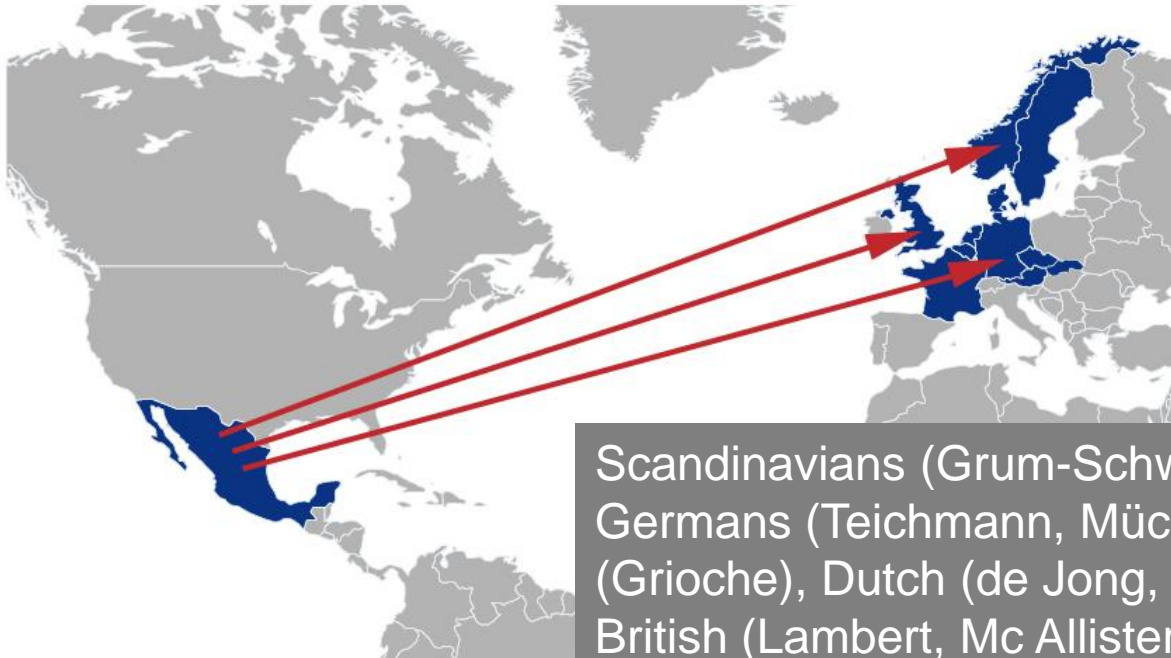 Scandinavians (Grum-Schw
Germans (Teichmann, Müc
(Grioche), Dutch (de Jong,
British (Lambert, Mc Allister